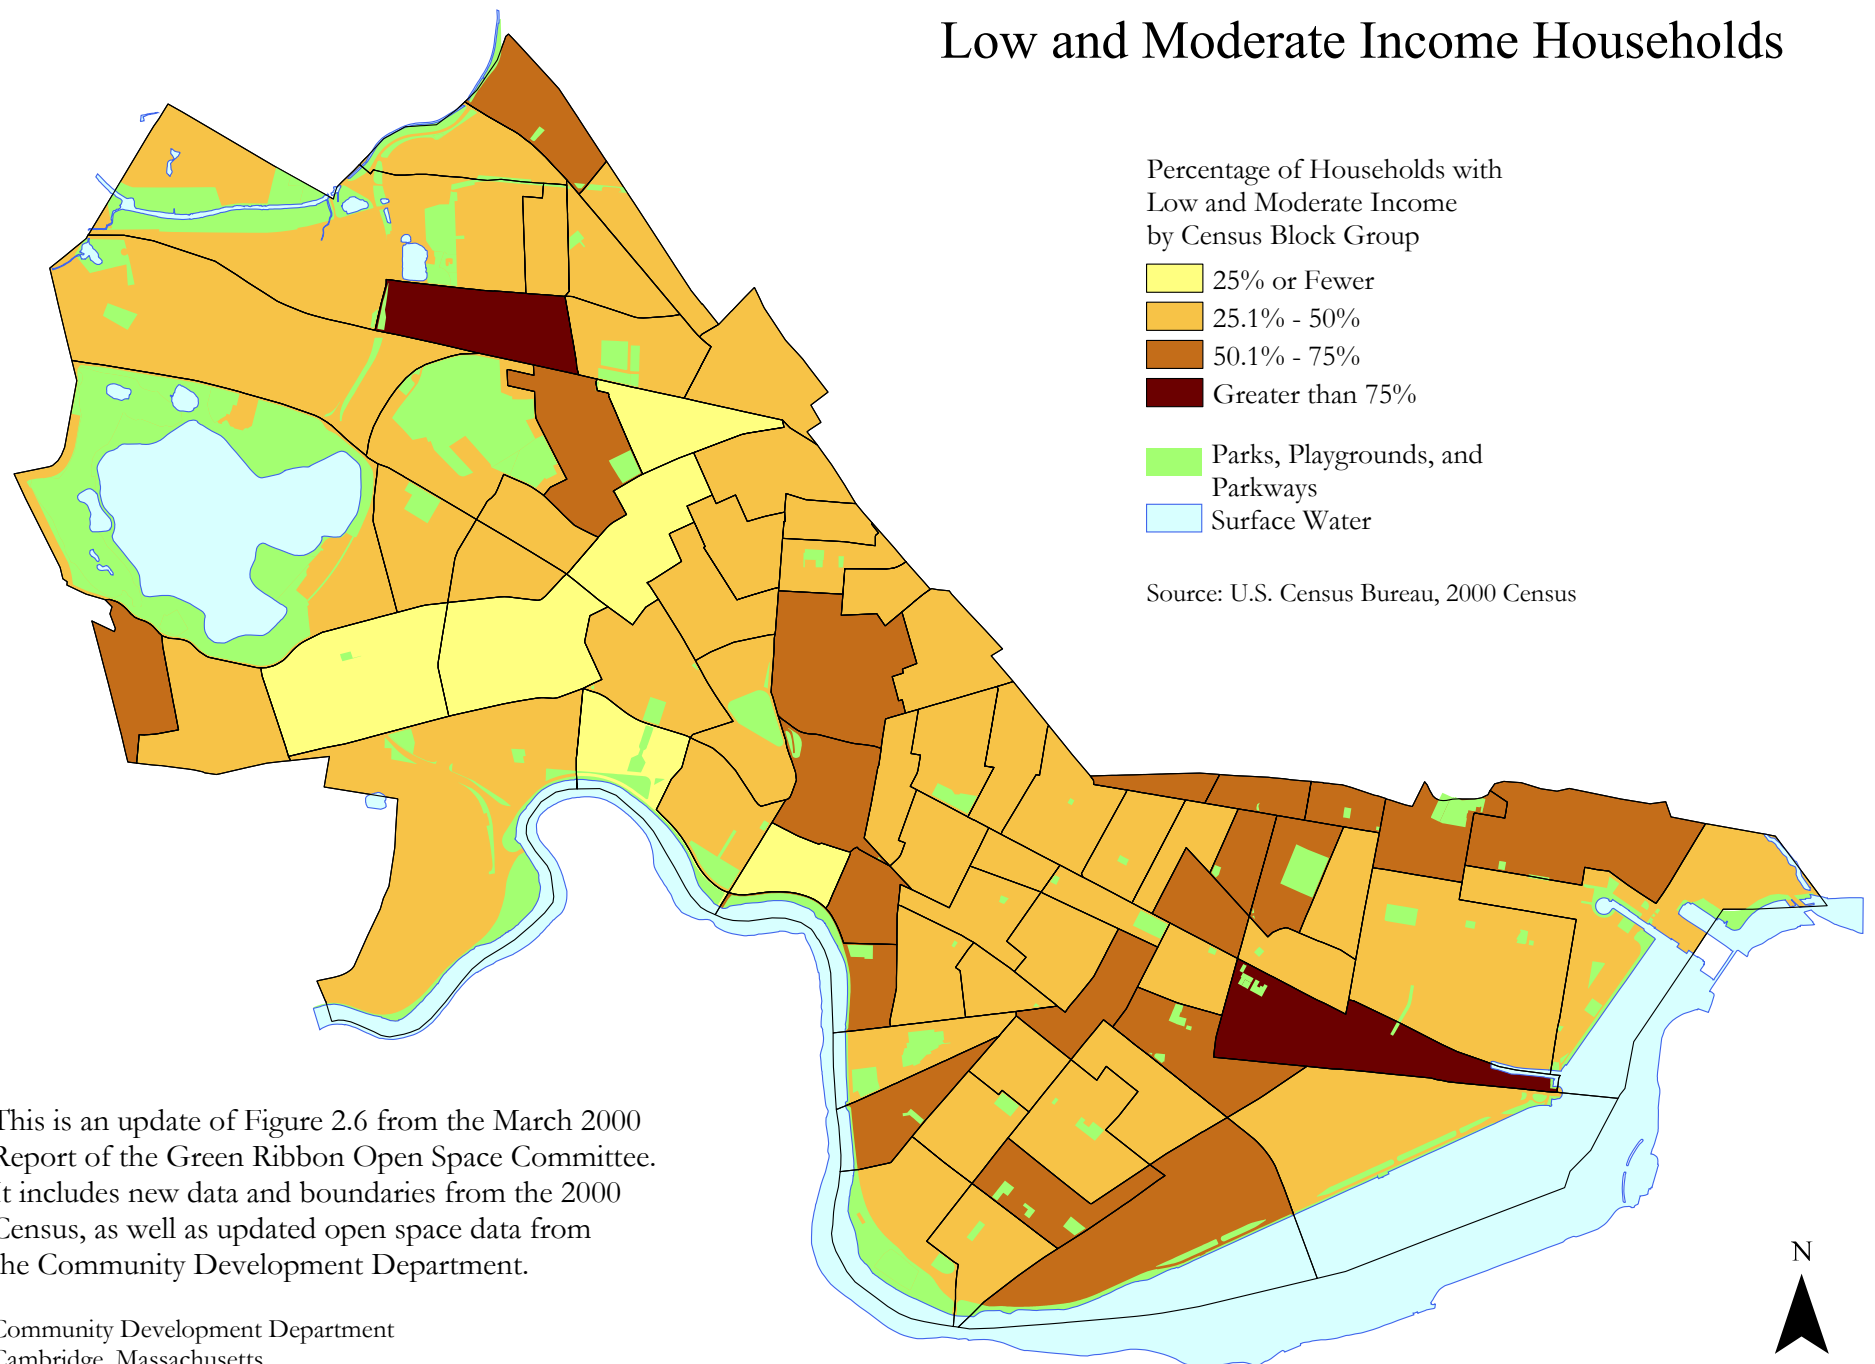 Low and Moderate Income Households
Percentage of Households with
Low and Moderate Income
by Census Block Group
25% or Fewer
25.1% - 50%
50.1% - 75%
Greater than 75%
Parks, Playgrounds, and
Parkways
Surface Water
Source: U.S. Census Bureau, 2000 Census
This is an update of Figure 2.6 from the March 2000
Report of the Green Ribbon Open Space Committee.
It includes new data and boundaries from the 2000
Census, as well as updated open space data from
the Community Development Department.
Community Development Department
Cambridge, Massachusetts
N